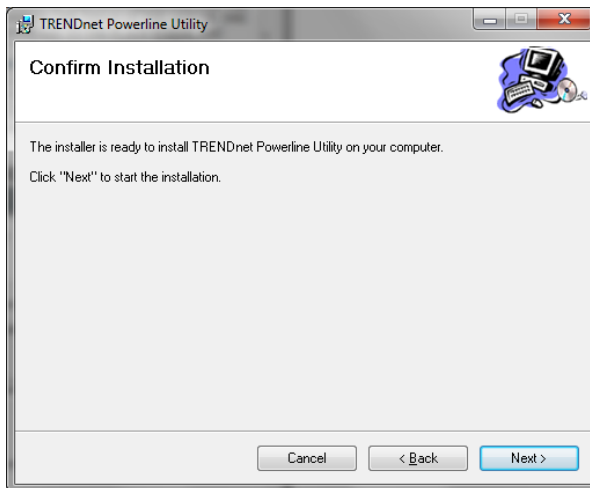 TRENDnet Powerline Utility
Confirm Installation
The installer is ready to install TRENDnet Powerline Utility on your computer.
Click "Next" to start the installation.
Cancel
< Back
Next >